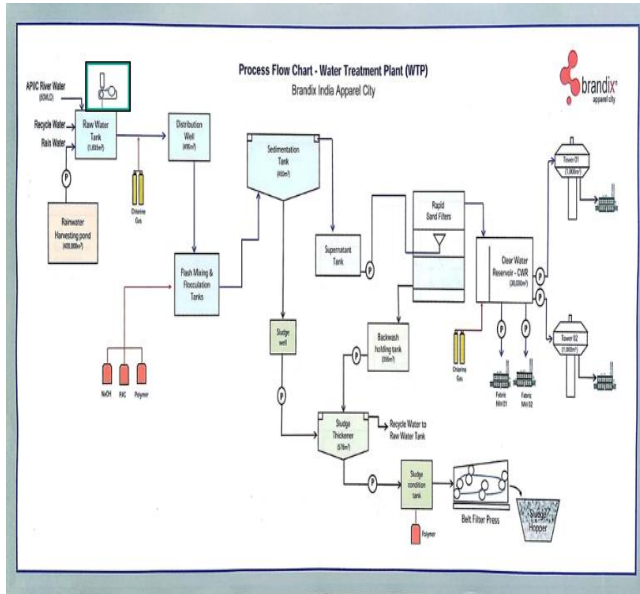 Process Flow Chart - Water Treatment Plant (WTP)
Brandix India Apparel City
brandix
apparel city
APIIC River Water
Recycle Water
Rain Water
Raw Water
Tank
Distribution
Well
Sedimentation
Tank
Tower 01
P
Chlorine
Gas
Rainwater
Harvesting pond
Flash Mixing &
Flocculation
Tanks
Supernatant
Tank
P
P
Rapid
Sand Filters
Clear Water
Reservoir - CWR
P
P
Tower 02
P
P
Chlorine
Gas
Fabric
Mill 01
Fabric
Mill 02
Sludge
well
Backwash
holding tank
P
P
NaOH
PAC
Polymer
Sludge
Thickener
Recycle Water to
Raw Water Tank
P
Sludge
condition
tank
Polymer
Belt Filter Press
Sludge
Hopper